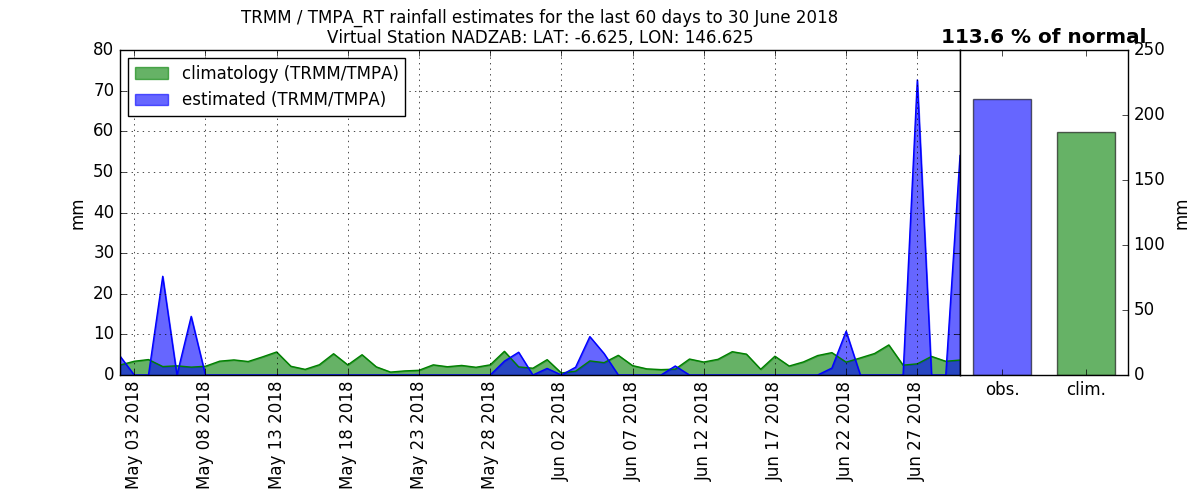 TRMM / TMPA_RT rainfall estimates for the last 60 days to 30 June 2018
Virtual Station NADZAB: LAT: -6.625, LON: 146.625
113.6 % of normal
climatology (TRMM/TMPA)
estimated (TRMM/TMPA)
80
70
60
50
40
30
20
10
0
mm
May 03 2018
May 08 2018
May 13 2018
May 18 2018
May 23 2018
May 28 2018
Jun 02 2018
Jun 07 2018
Jun 12 2018
Jun 17 2018
Jun 22 2018
Jun 27 2018
obs.
clim.
250
200
150
100
50
0
mm